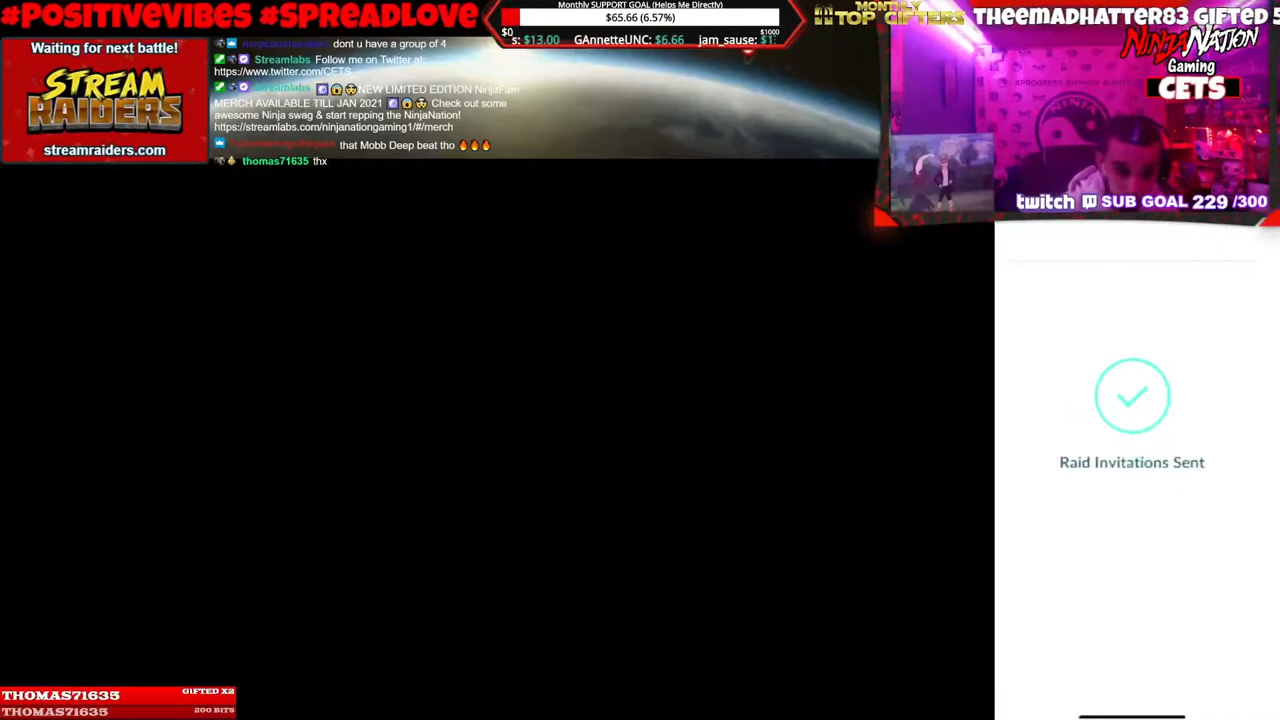 #POSITIVEVIBES #SPREADLOVE
Monthly SUPPORT GOAL (Helps Me Directly)
$65.66 (6.57%)
$0
$1000
s: $13.00 GAnnetteUNC: $6.66 jam_sause: $1
MONTHLY
TOP GIFTERS
THEEMADHATTER83 GIFTED 5
NINJA NATION
Gaming
CETS
Waiting for next battle!
STREAM
RAIDERS
streamraiders.com
dont u have a group of 4
Streamlabs Follow me on Twitter at:
https://www.twitter.com/CETS_
Streamlabs NEW LIMITED EDITION NinjaFam
MERCH AVAILABLE TILL JAN 2021 😱 Check out some
awesome Ninja swag & start repping the NinjaNation!
https://streamlabs.com/ninjanationgaming1/#/merch
that Mobb Deep beat tho 🔥🔥🔥
thomas71635 thx
twitch SUB GOAL 229 /300
Raid Invitations Sent
THOMAS71635 GIFTED X2
THOMAS71635 200 BITS